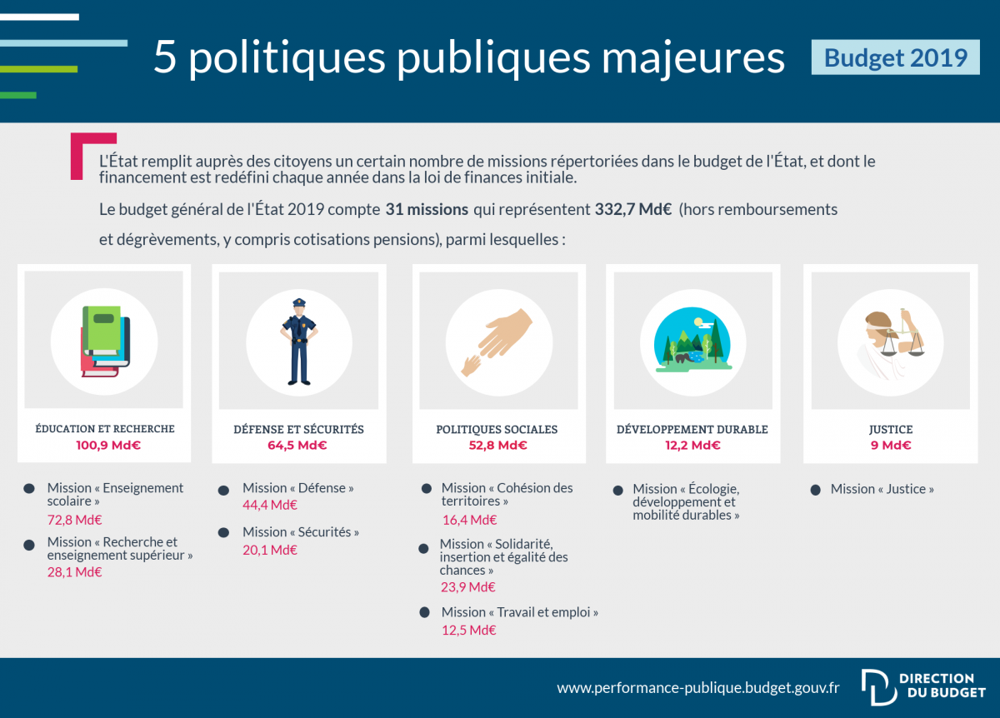 5 politiques publiques majeures
Budget 2019
L'État remplit auprès des citoyens un certain nombre de missions répertoriées dans le budget de l'État, et dont le
financement est redéfini chaque année dans la loi de finances initiale.
Le budget général de l'État 2019 compte 31 missions qui représentent 332,7 Md€ (hors remboursements
et dégrèvements, y compris cotisations pensions), parmi lesquelles :
ÉDUCATION ET RECHERCHE
100,9 Md€
Mission « Enseignement
scolaire »
72,8 Md€
Mission « Recherche et
enseignement supérieur »
28,1 Md€
DÉFENSE ET SÉCURITÉS
64,5 Md€
Mission « Défense »
44,4 Md€
Mission « Sécurités »
20,1 Md€
POLITIQUES SOCIALES
52,8 Md€
Mission « Cohésion des
territoires »
16,4 Md€
Mission « Solidarité,
insertion et égalité des
chances »
23,9 Md€
Mission « Travail et emploi »
12,5 Md€
DÉVELOPPEMENT DURABLE
12,2 Md€
Mission « Écologie,
développement et
mobilité durables »
JUSTICE
9 Md€
Mission « Justice »
www.performance-publique.budget.gouv.fr
DIRECTION
DU BUDGET